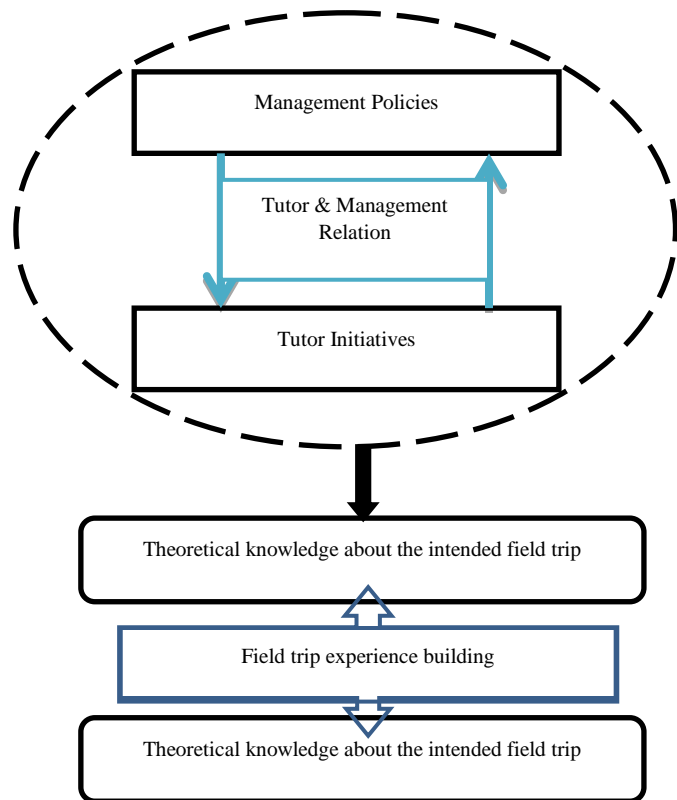 Management Policies
Tutor & Management
Relation
Tutor Initiatives
Theoretical knowledge about the intended field trip
Field trip experience building
Theoretical knowledge about the intended field trip